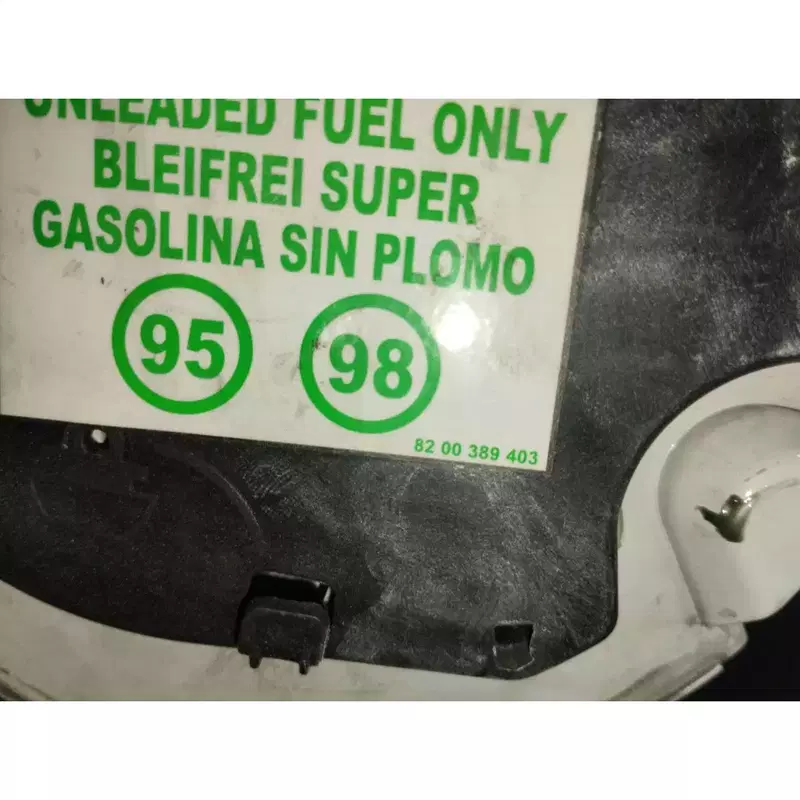 UNLEADED FUEL ONLY
BLEIFREI SUPER
GASOLINA SIN PLOMO
95 98
82 00 389 403